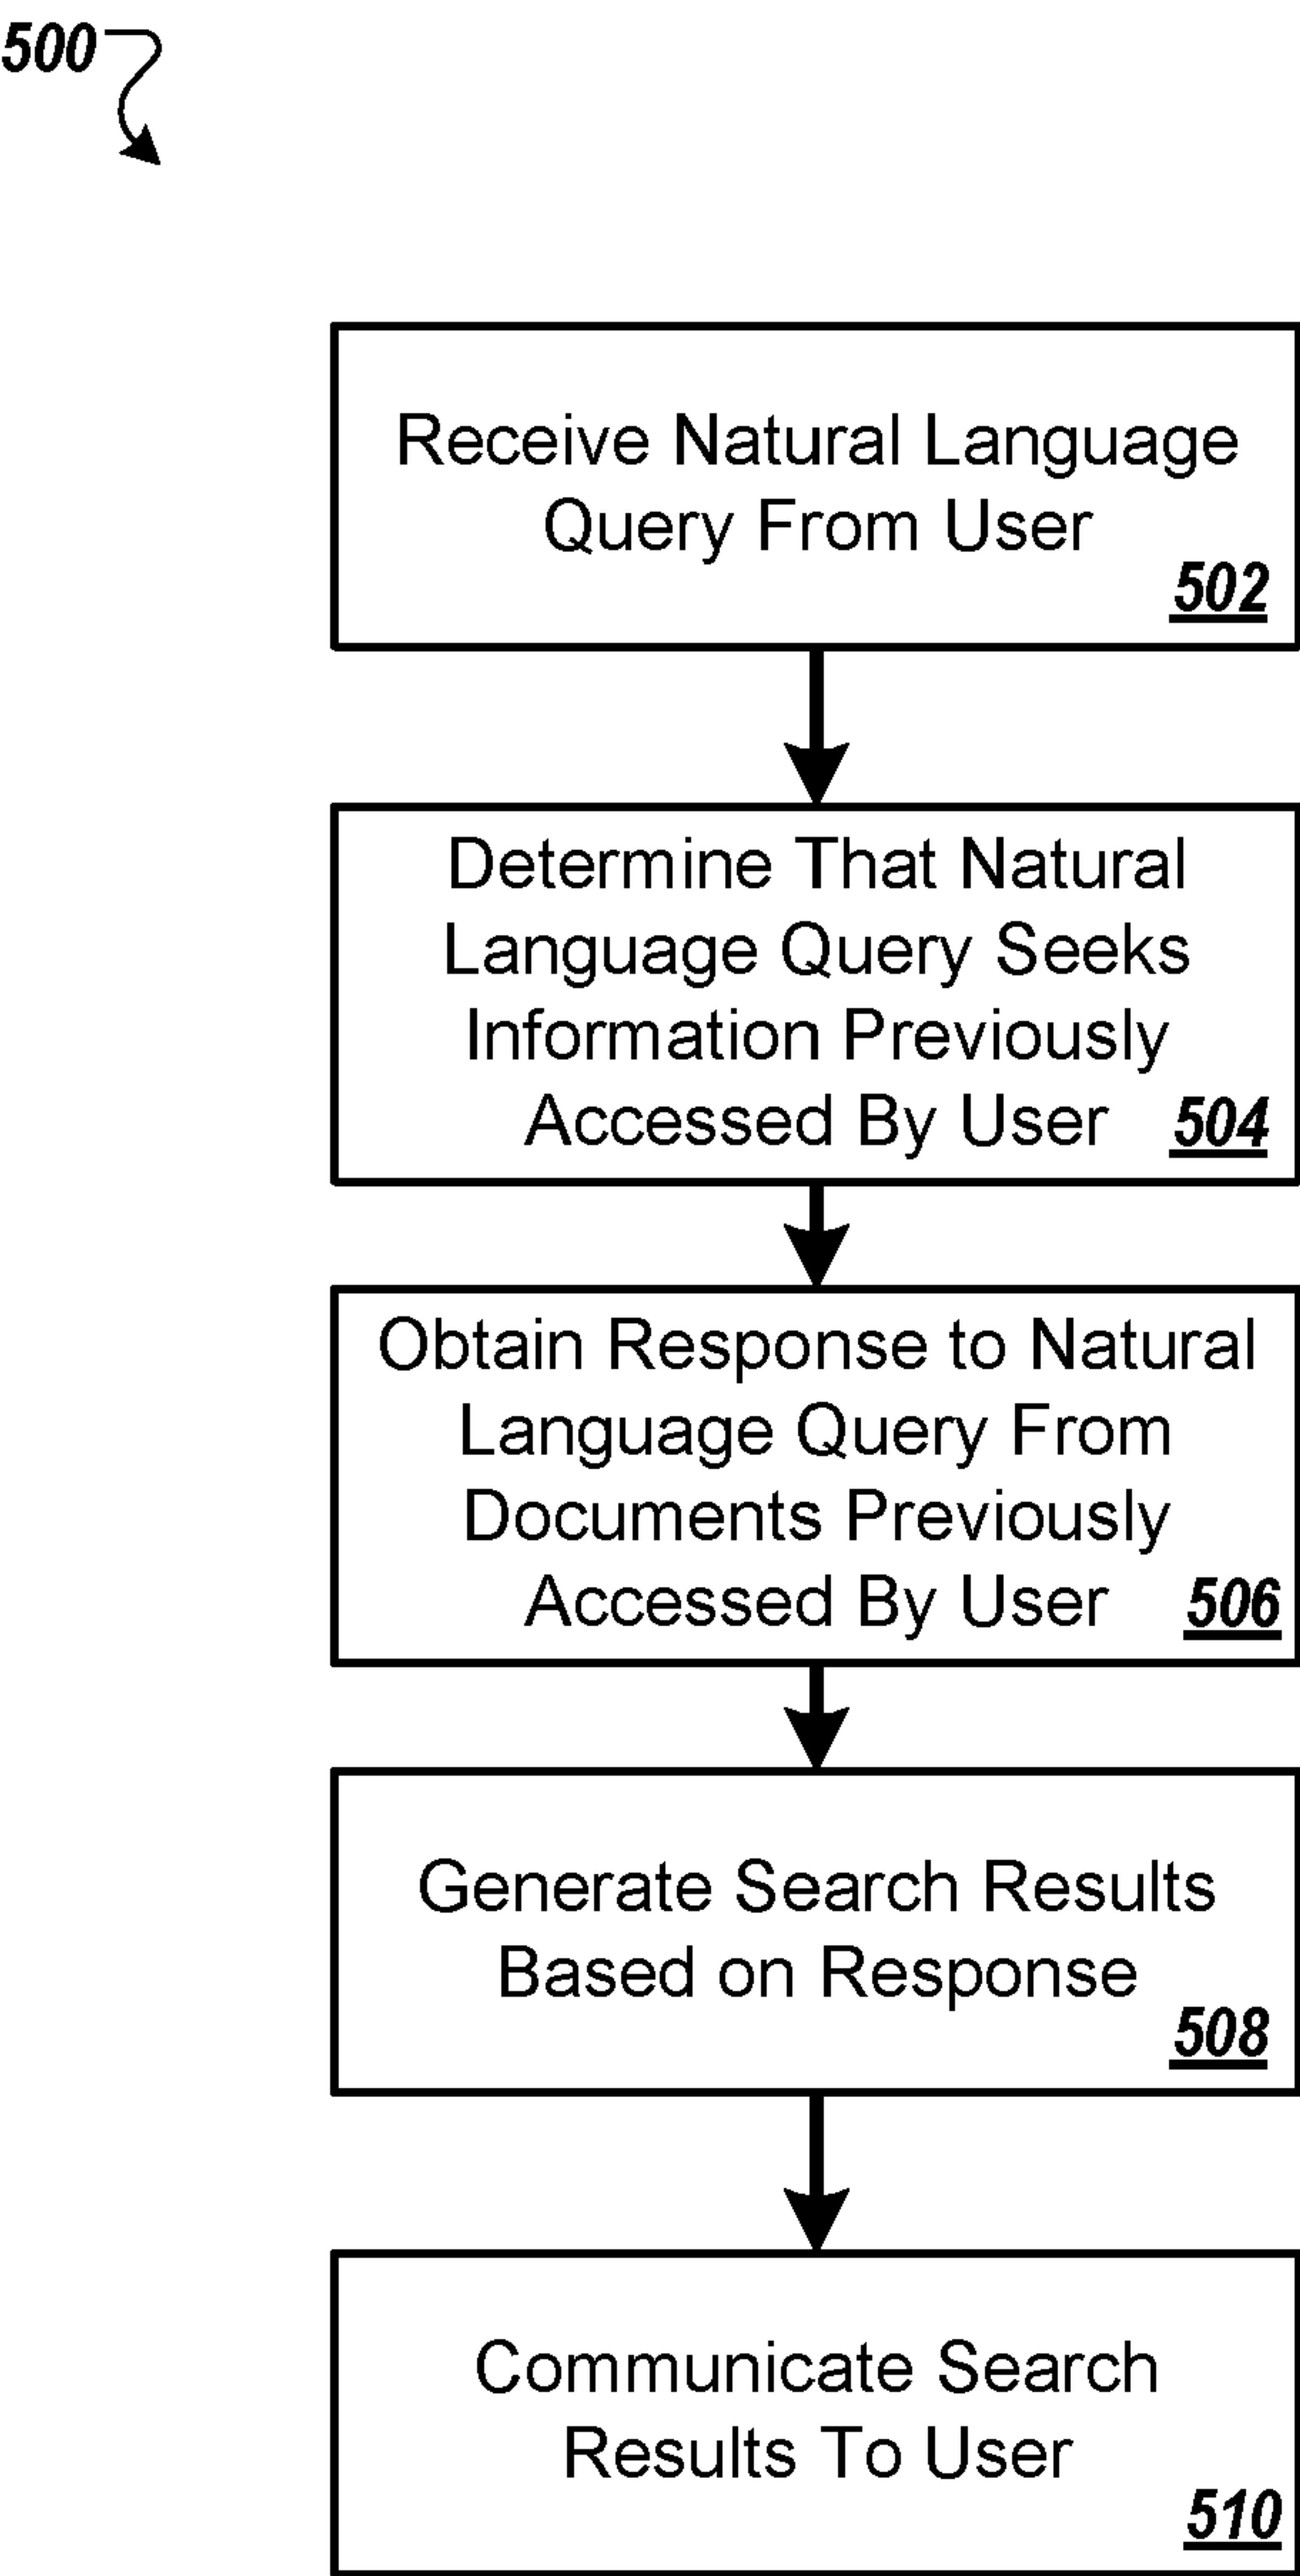 500
Receive Natural Language
Query From User
502
Determine That Natural
Language Query Seeks
Information Previously
Accessed By User 504
Obtain Response to Natural
Language Query From
Documents Previously
Accessed By User 506
Generate Search Results
Based on Response
508
Communicate Search
Results To User
510